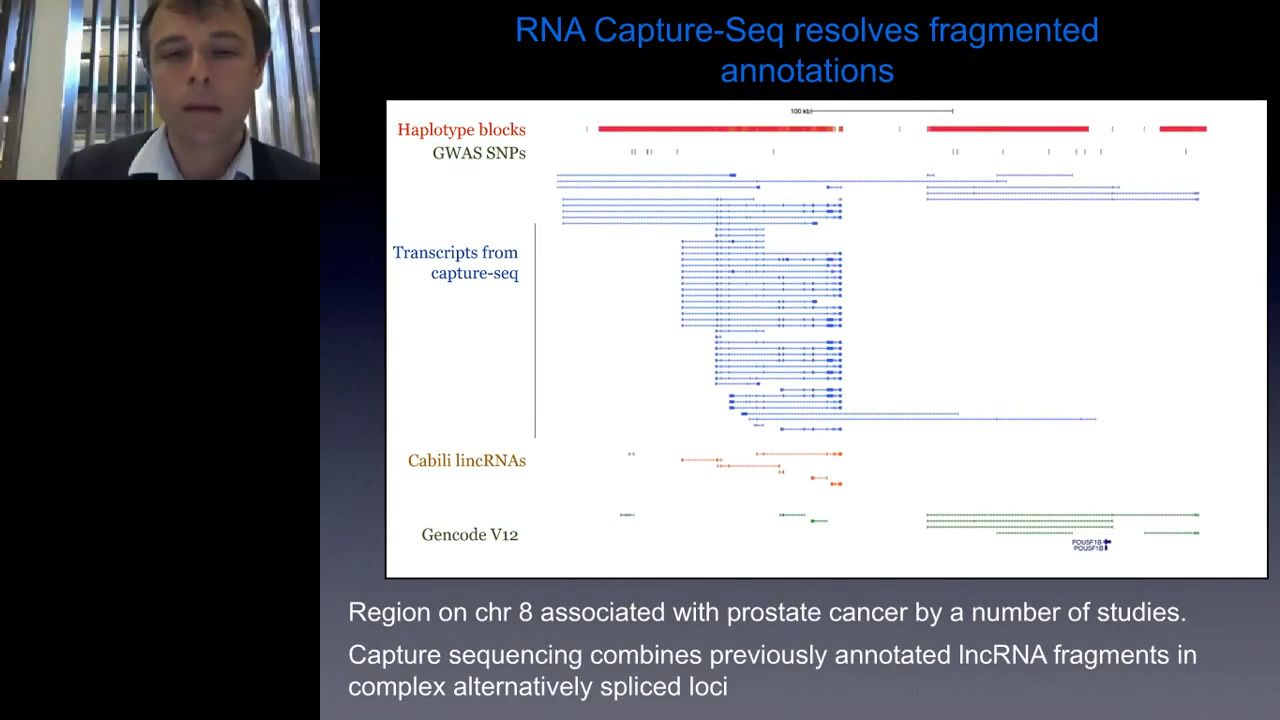 RNA Capture-Seq resolves fragmented
annotations
100 kb
Haplotype blocks
GWAS SNPs
Transcripts from
capture-seq
Cabili lincRNAs
Gencode V12
POU5F1B
POU5F1B
Region on chr 8 associated with prostate cancer by a number of studies.
Capture sequencing combines previously annotated lncRNA fragments in
complex alternatively spliced loci